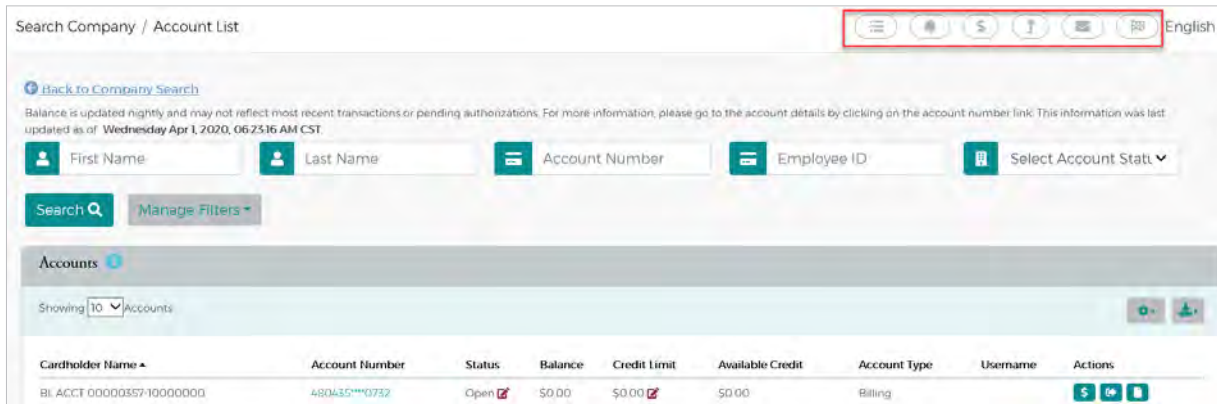 Search Company / Account List
English
Back to Company Search
Balance is updated nightly and may not reflect most recent transactions or pending authorizations. For more information, please go to the account details by clicking on the account number link. This information was last
updated as of Wednesday Apr 1, 2020, 06:23:16 AM CST.
First Name Last Name Account Number Employee ID Select Account Statu
Search Manage Filters
Accounts
Showing 10 Accounts
Cardholder Name Account Number Status Balance Credit Limit Available Credit Account Type Username Actions
BL ACCT 00000357-10000000 480435****0732 Open $0.00 $0.00 $0.00 Billing